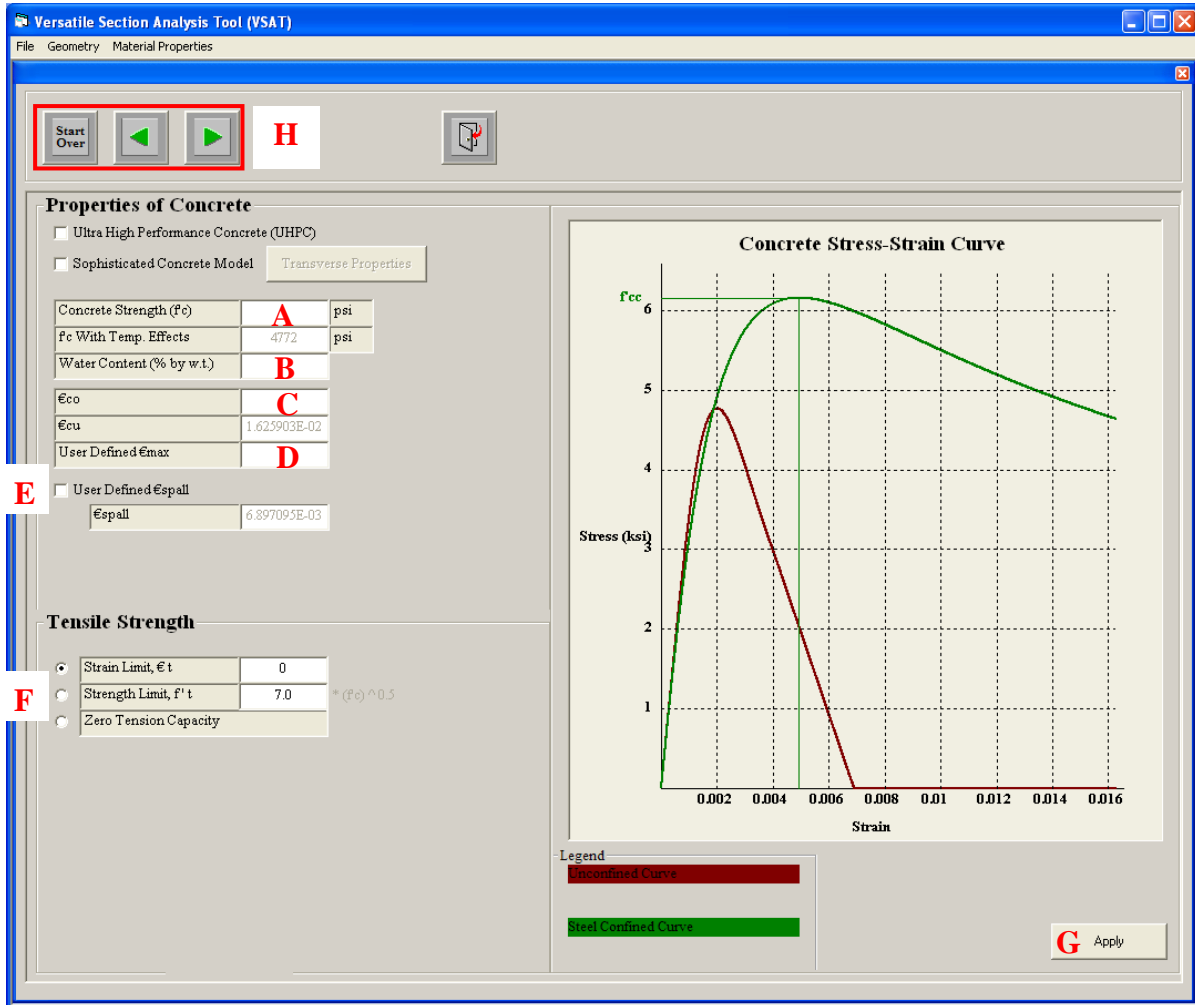 Versatile Section Analysis Tool (VSAT)
File Geometry Material Properties
Start Over
H
Properties of Concrete
Ultra High Performance Concrete (UHPC)
Sophisticated Concrete Model Transverse Properties
Concrete Strength (f'c) A psi
f'c With Temp. Effects 4772 psi
Water Content (% by w.t.) B
€co C
€cu 1.625903E-02
User Defined €max D
E User Defined €spall
€spall 6.897095E-03
Tensile Strength
Strain Limit, € t 0
F Strength Limit, f' t 7.0 * (f'c) ^ 0.5
Zero Tension Capacity
Concrete Stress-Strain Curve
f'cc
6
5
4
Stress (ksi)
3
2
1
0.002 0.004 0.006 0.008 0.01 0.012 0.014 0.016
Strain
Legend
Unconfined Curve
Steel Confined Curve
G Apply